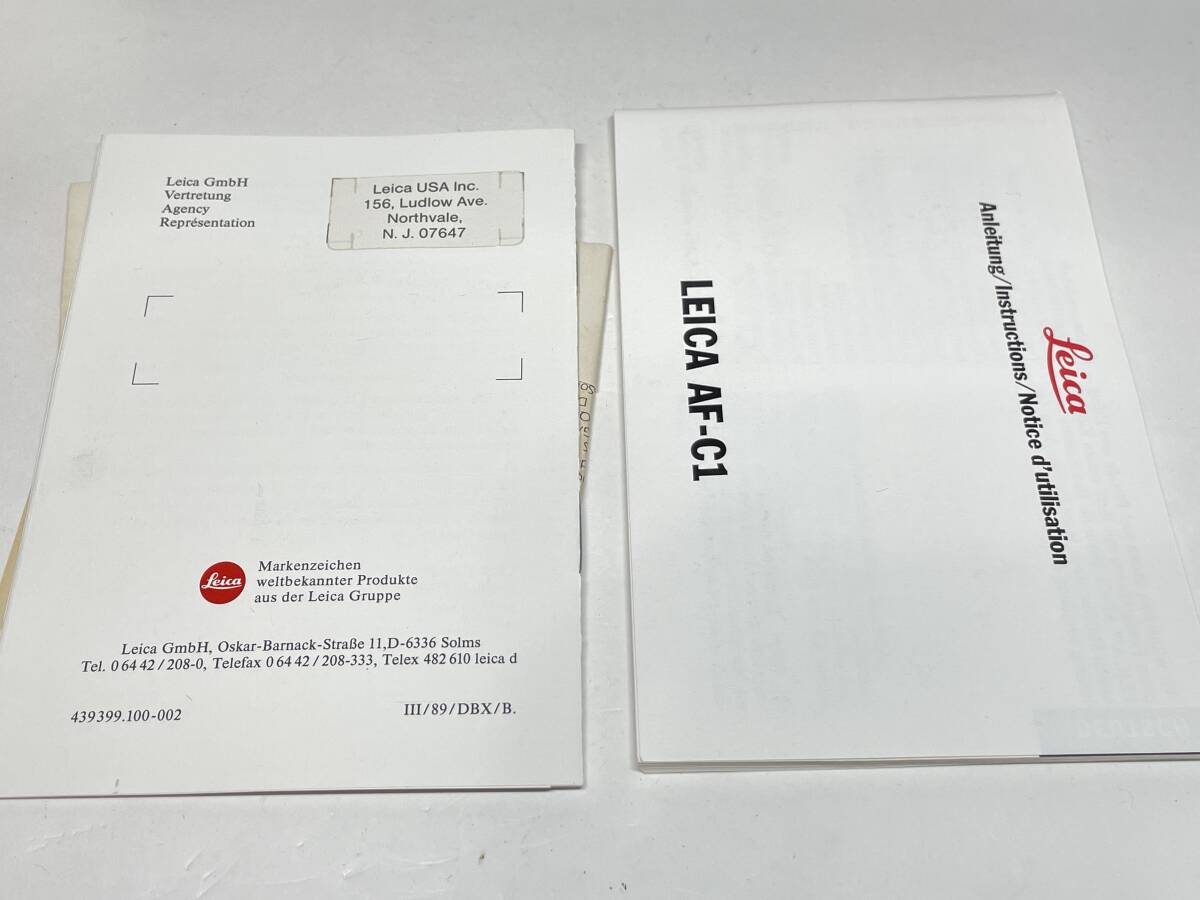 Leica GmbH
Vertretung
Agency
Représentation
Leica USA Inc.
156, Ludlow Ave.
Northvale,
N. J. 07647
Leica
Markenzeichen
weltbekannter Produkte
aus der Leica Gruppe
Leica GmbH, Oskar-Barnack-Straße 11,D-6336 Solms
Tel. 0 64 42 / 208-0, Telefax 0 64 42 / 208-333, Telex 482 610 leica d
439399.100-002
III/89/DBX/B.
Leica
Anleitung/Instructions/Notice d'utilisation
LEICA AF-C1